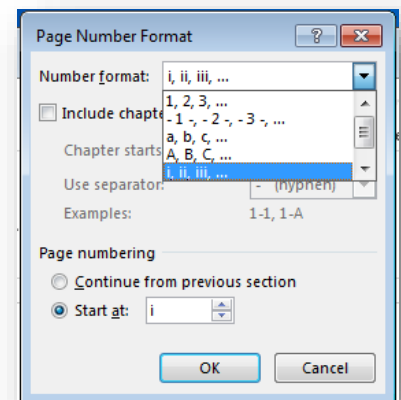 Page Number Format
Number format: i, ii, iii, ...
1, 2, 3, ...
- 1 -, - 2 -, - 3 -, ...
a, b, c, ...
A, B, C, ...
i, ii, iii, ...
Include
Chapter starts
Use separator: - (hyphen)
Examples: 1-1, 1-A
Page numbering
Continue from previous section
Start at: i
OK Cancel